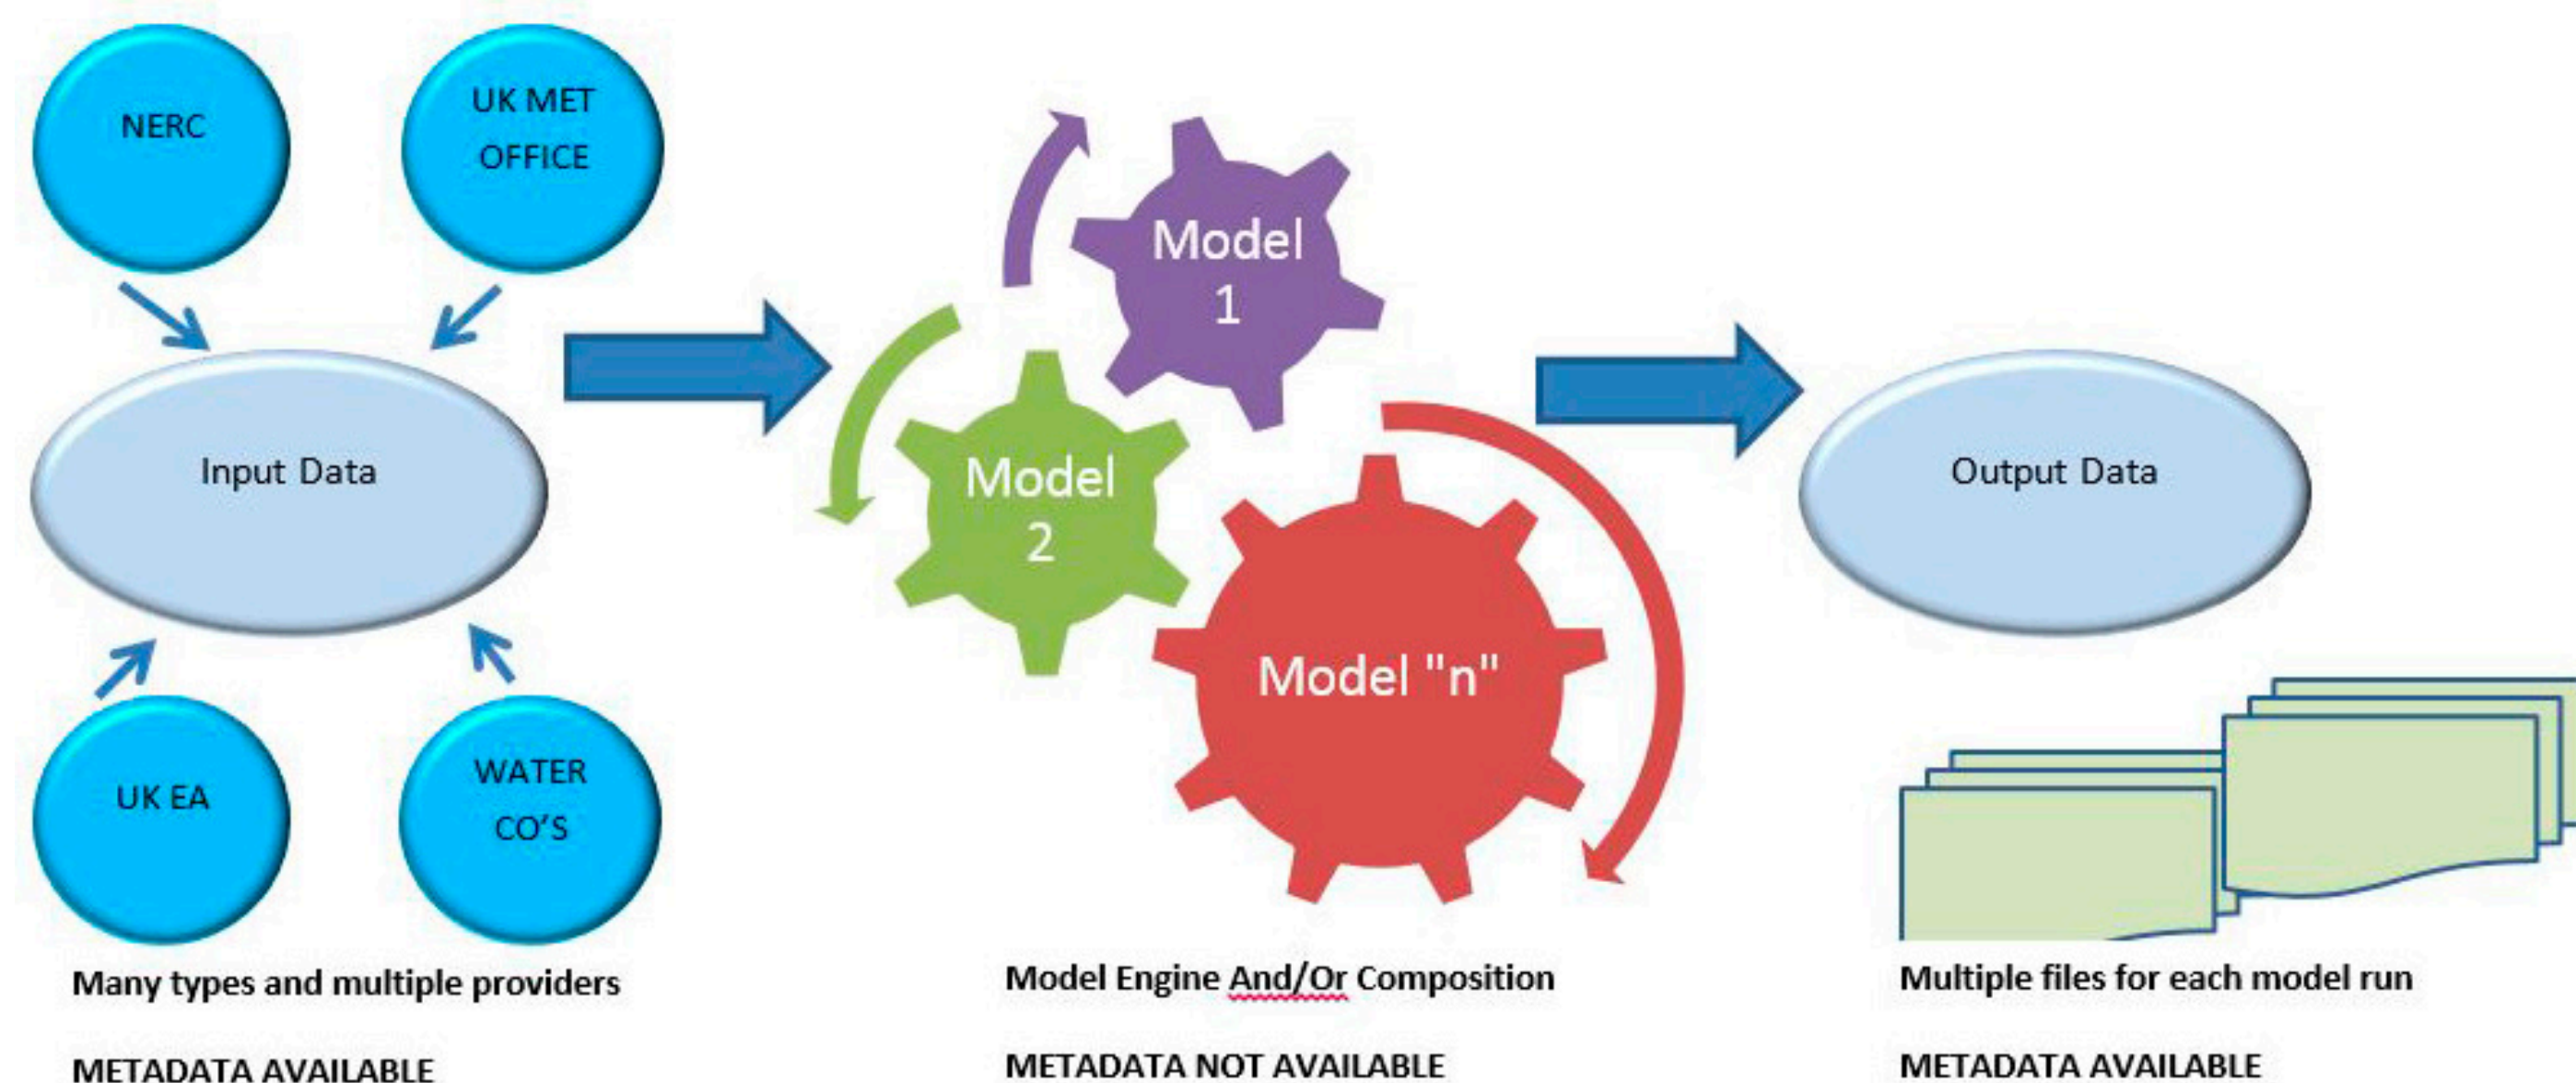 NERC
UK MET
OFFICE
Input Data
UK EA
WATER
CO'S
Many types and multiple providers
METADATA AVAILABLE
Model
1
Model
2
Model "n"
Model Engine And/Or Composition
METADATA NOT AVAILABLE
Output Data
Multiple files for each model run
METADATA AVAILABLE